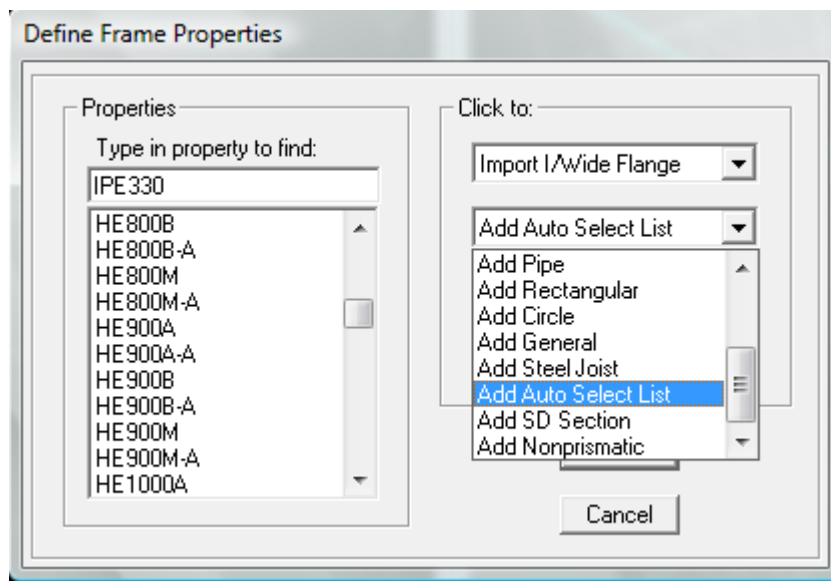 Define Frame Properties
Properties
Type in property to find:
IPE330
HE800B
HE800B-A
HE800M
HE800M-A
HE900A
HE900A-A
HE900B
HE900B-A
HE900M
HE900M-A
HE1000A
Click to:
Import I/Wide Flange
Add Auto Select List
Add Pipe
Add Rectangular
Add Circle
Add General
Add Steel Joist
Add Auto Select List
Add SD Section
Add Nonprismatic
Cancel